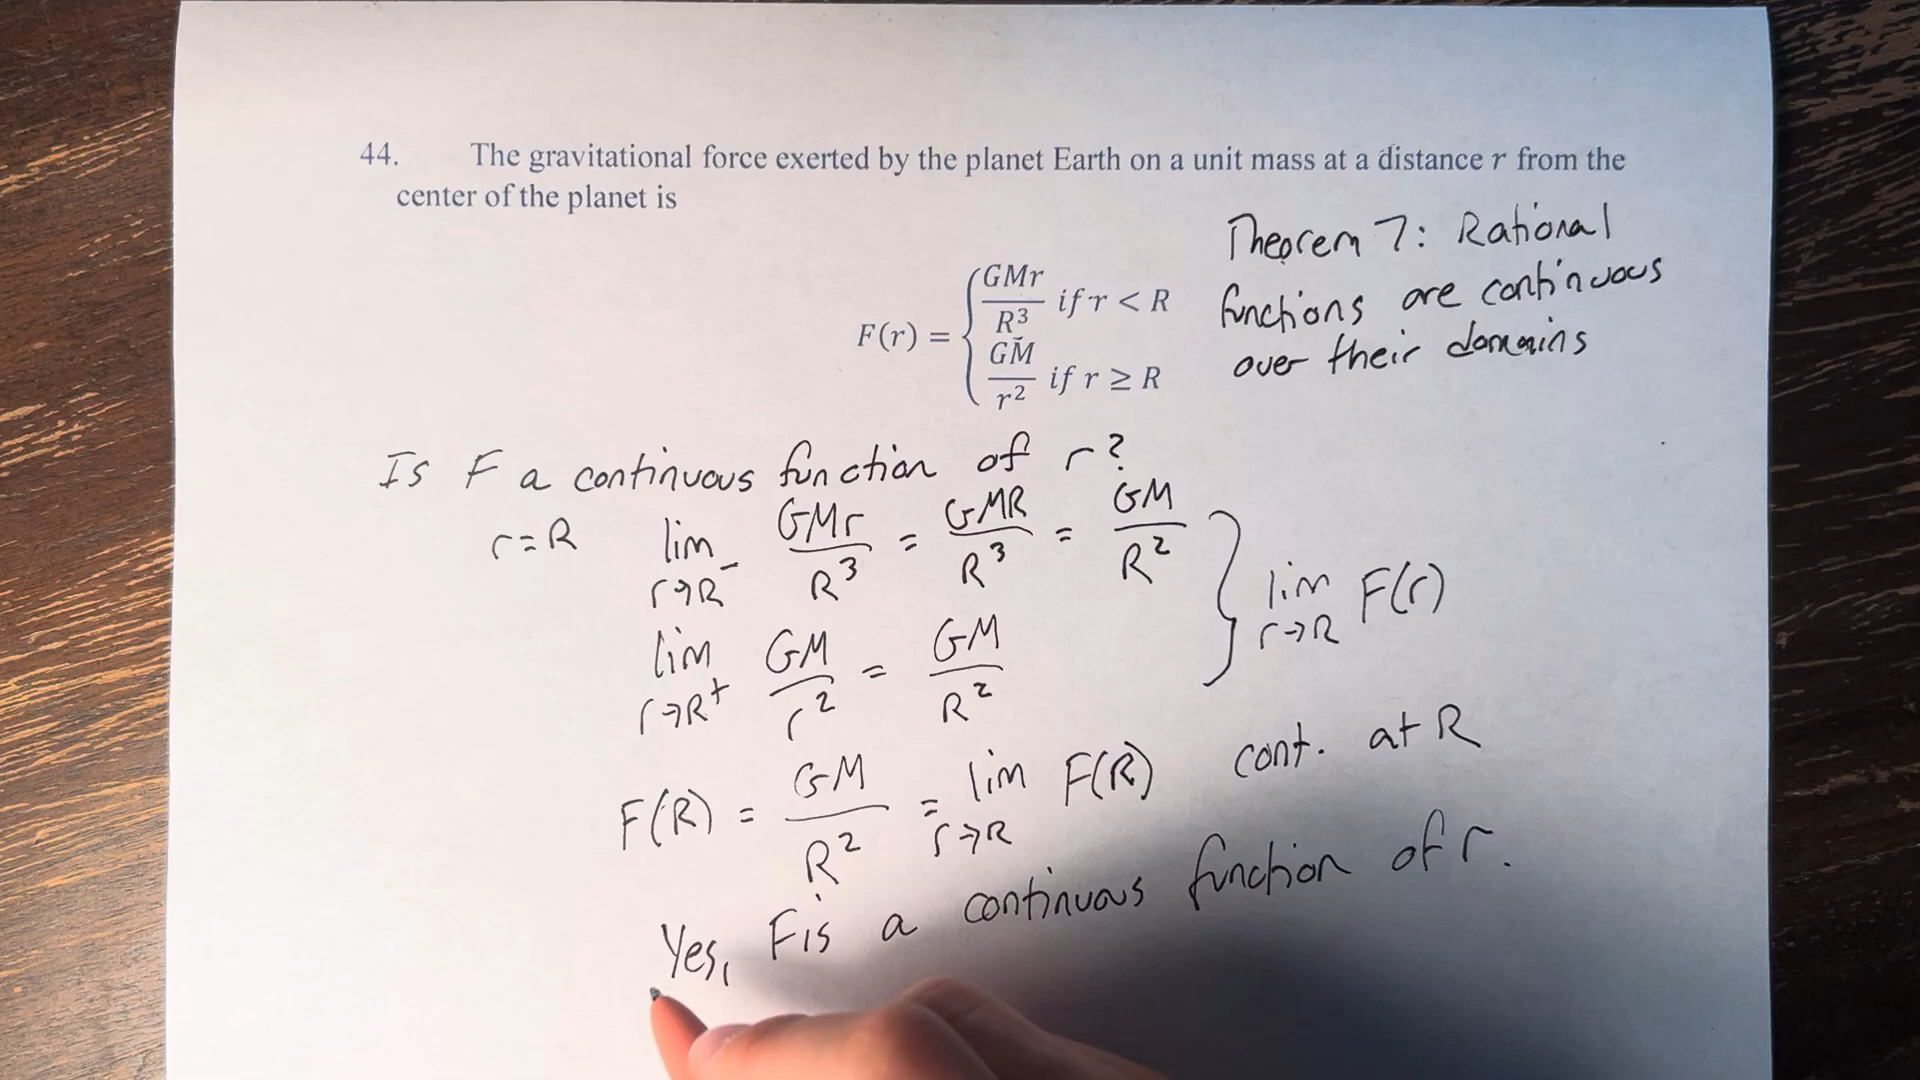 44. The gravitational force exerted by the planet Earth on a unit mass at a distance r from the
center of the planet is
F(r) = { GMr/R³ if r < R
GM/r² if r ≥ R
Theorem 7: Rational
functions are continuous
over their domains
Is F a continuous function of r?
r=R lim r→R⁻ GMr/R³ = GMR/R³ = GM/R²
lim r→R⁺ GM/r² = GM/R²
} lim r→R F(r)
F(R) = GM/R² = lim r→R F(R) cont. at R
Yes, F is a continuous function of r.